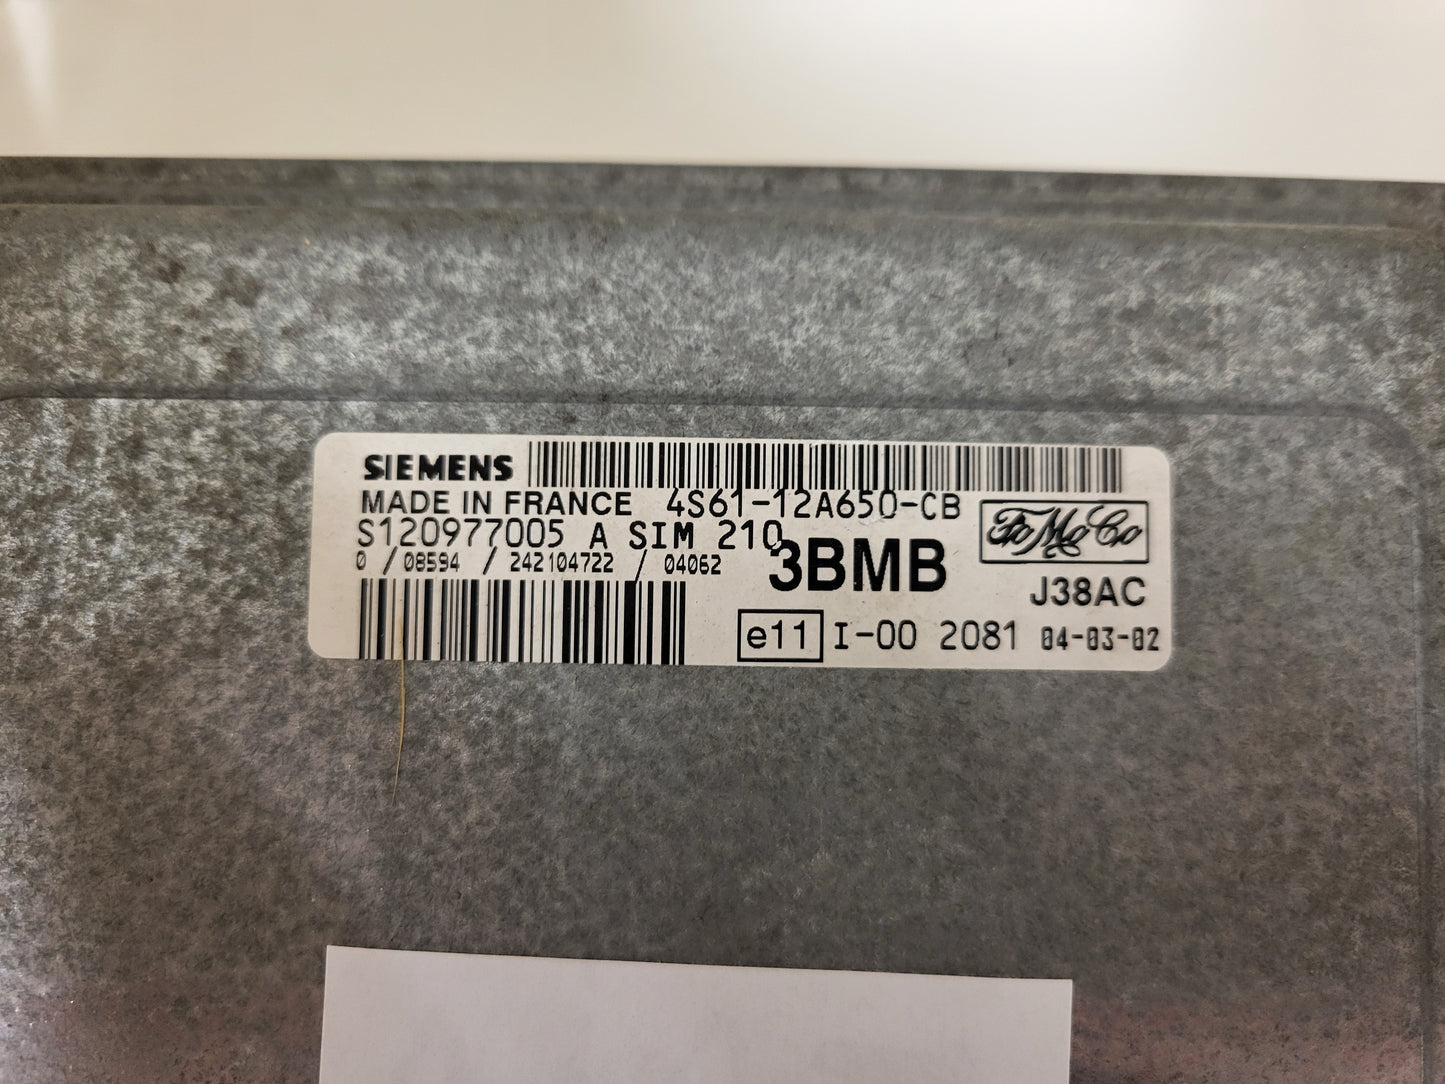 SIEMENS
MADE IN FRANCE 4S61-12A650-CB
S120977005 A SIM 210
0 / 08594 / 242104722 / 04062
3BMB
FoMoCo
J38AC
e11 I-00 2081 04-03-02